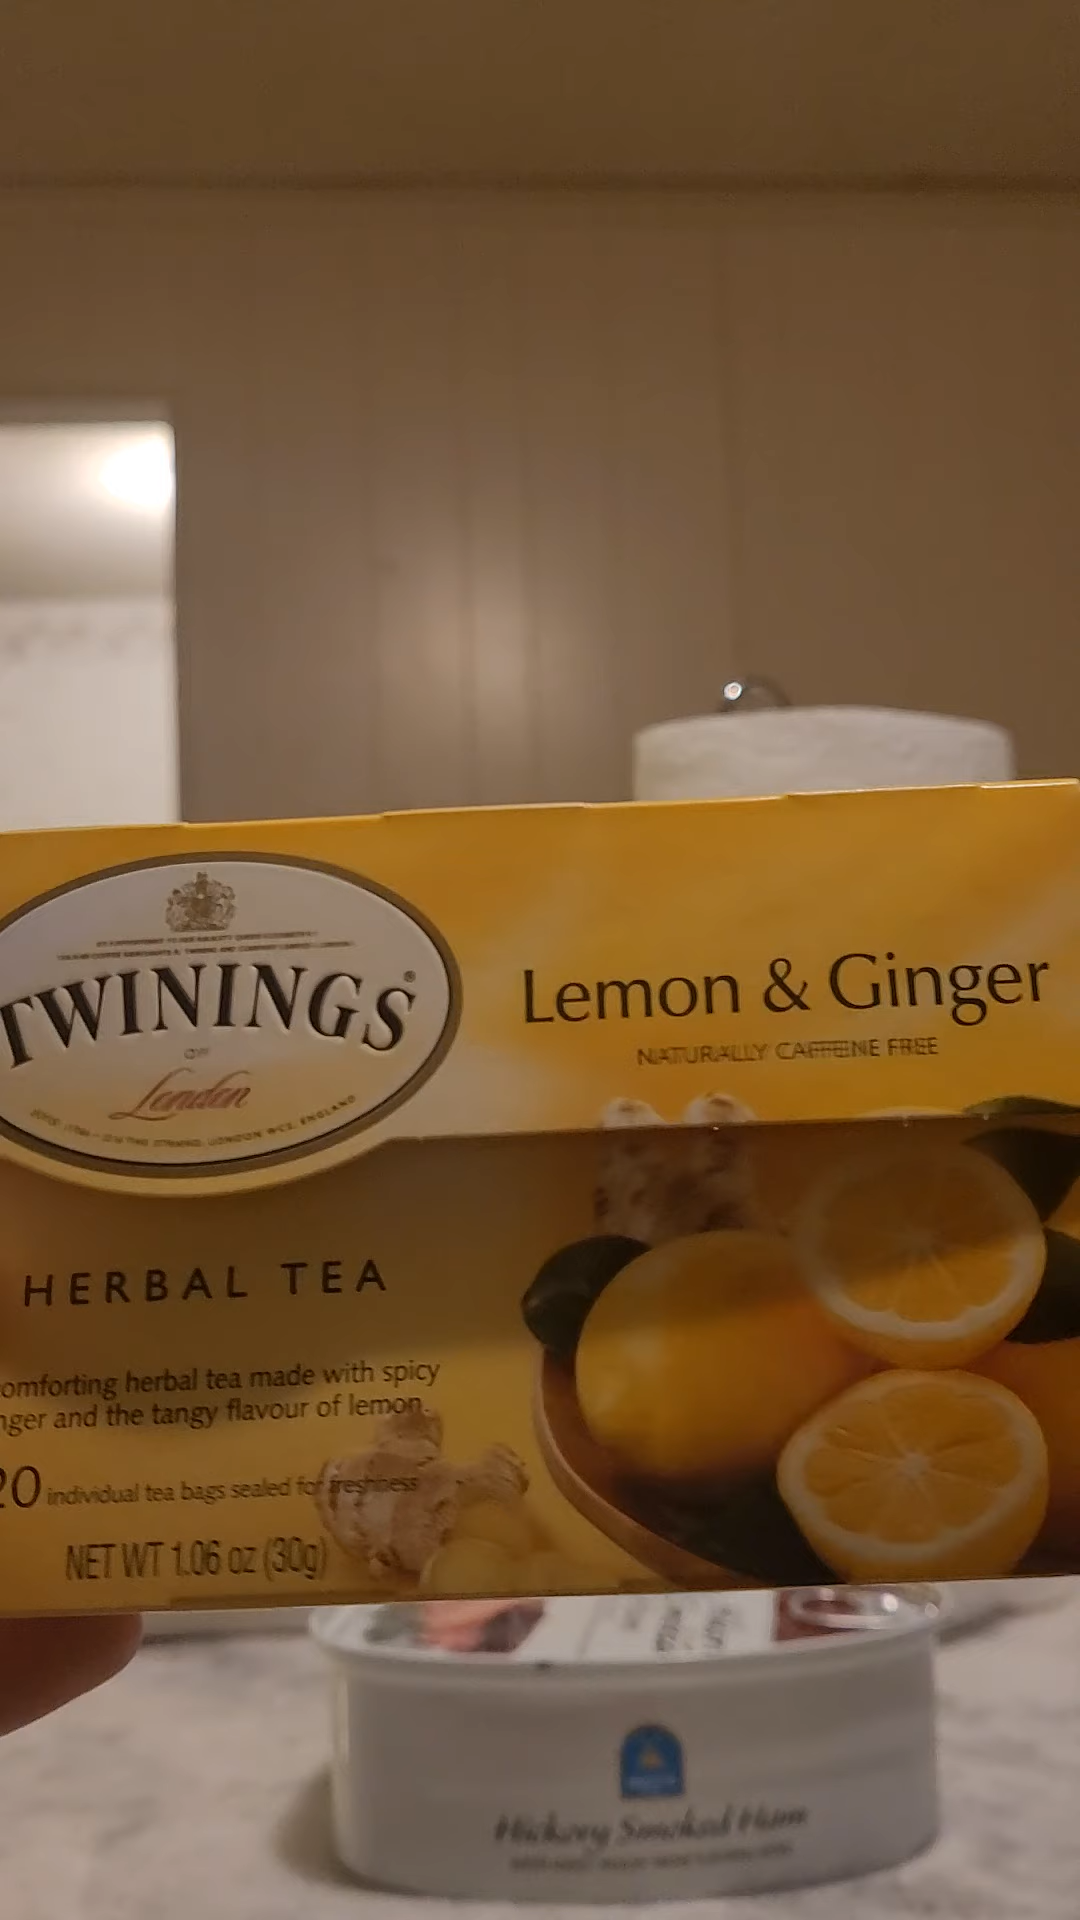 TWININGS®
OF
London
Lemon & Ginger
NATURALLY CAFFEINE FREE
HERBAL TEA
omforting herbal tea made with spicy
nger and the tangy flavour of lemon.
20 individual tea bags sealed for freshness
NET WT 1.06 oz (30g)
Hickory Smoked Ham